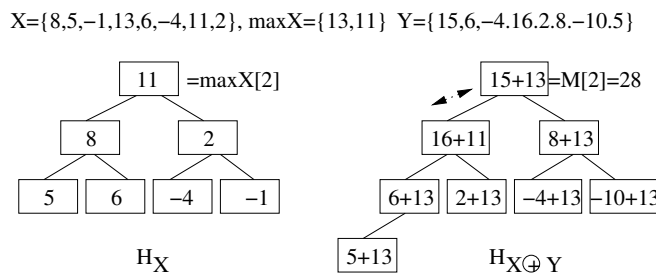 X={8,5,−1,13,6,−4,11,2}, maxX={13,11} Y={15,6,−4.16.2.8.−10.5}
11 =maxX[2] 15+13 =M[2]=28
8 2 16+11 8+13
5 6 −4 −1 6+13 2+13 −4+13 −10+13
5+13
H_X H_X⊕Y